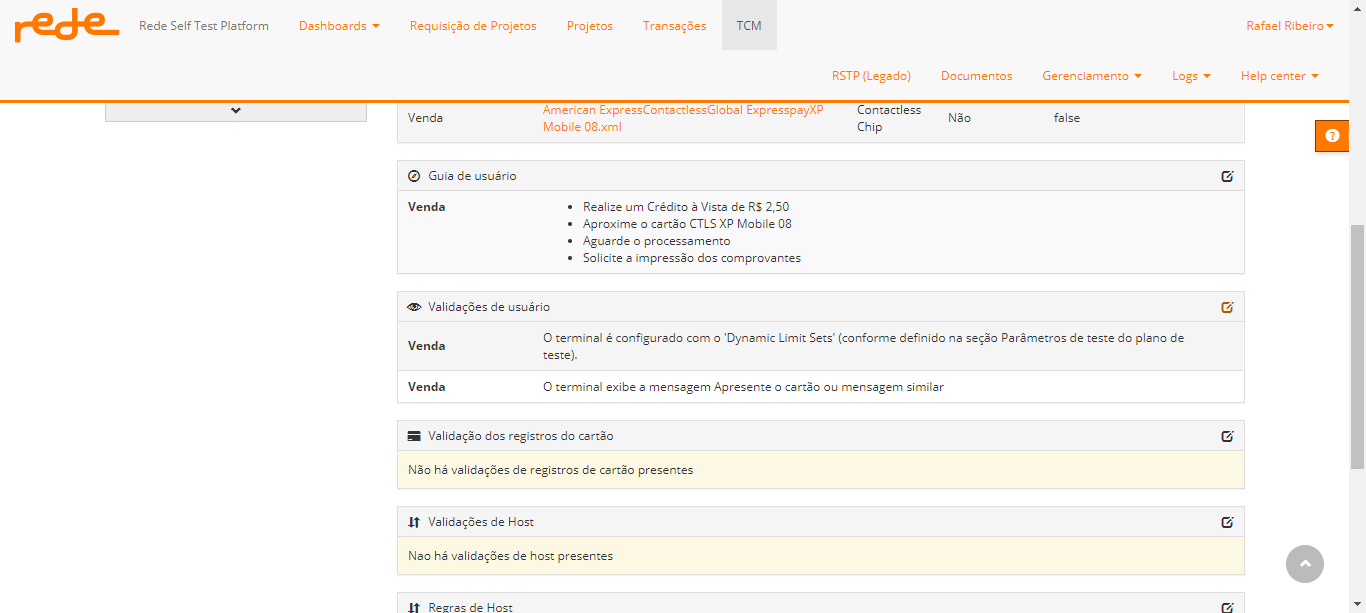 rede
Rede Self Test Platform
Dashboards
Requisição de Projetos
Projetos
Transações
TCM
Rafael Ribeiro
RSTP (Legado)
Documentos
Gerenciamento
Logs
Help center
Venda
American ExpressContactlessGlobal ExpresspayXP
Mobile 08.xml
Contactless
Chip
Não
false
Guia de usuário
Venda
Realize um Crédito à Vista de R$ 2,50
Aproxime o cartão CTLS XP Mobile 08
Aguarde o processamento
Solicite a impressão dos comprovantes
Validações de usuário
Venda
O terminal é configurado com o 'Dynamic Limit Sets' (conforme definido na seção Parâmetros de teste do plano de
teste).
Venda
O terminal exibe a mensagem Apresente o cartão ou mensagem similar
Validação dos registros do cartão
Não há validações de registros de cartão presentes
Validações de Host
Nao há validações de host presentes
Regras de Host